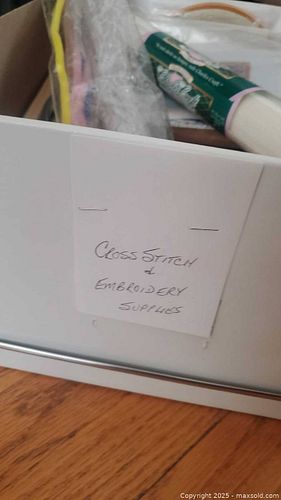 CROSS STITCH
&
EMBROIDERY
SUPPLIES
Copyright 2025 - maxsold.com